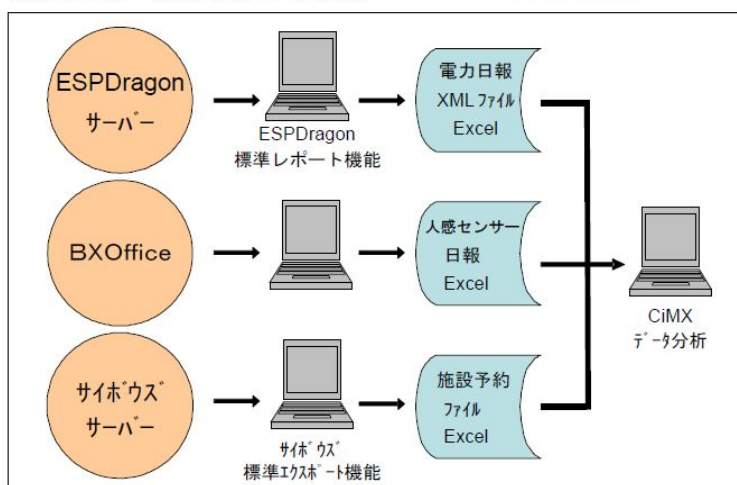 ESPDragon
サーバー
ESPDragon
標準レポート機能
電力日報
XMLファイル
Excel
BXOffice
人感センサー
日報
Excel
CiMX
データ分析
サイボウズ
サーバー
サイボウズ
標準エクスポート機能
施設予約
ファイル
Excel